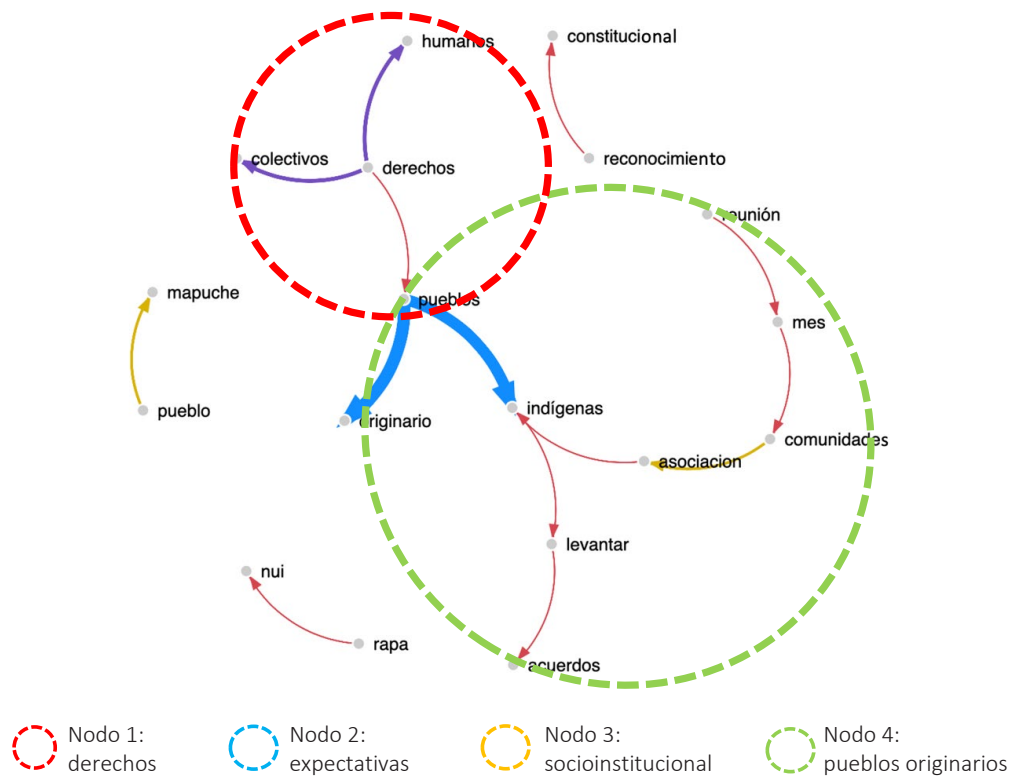 humanos
constitucional
colectivos
derechos
reconocimiento
reunión
mapuche
pueblos
mes
pueblo
originario
indígenas
comunidades
asociacion
levantar
nui
rapa
acuerdos
Nodo 1:
derechos
Nodo 2:
expectativas
Nodo 3:
socioinstitucional
Nodo 4:
pueblos originarios